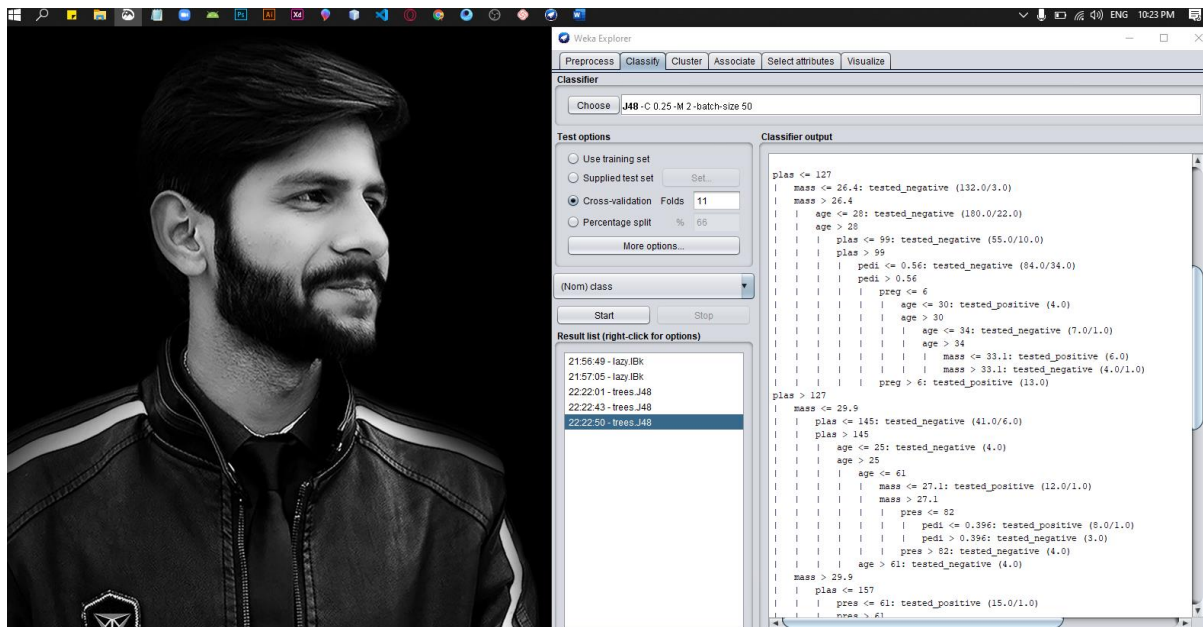 Ps
Ai
Xd
ENG 10:23 PM
Weka Explorer
Preprocess Classify Cluster Associate Select attributes Visualize
Classifier
Choose J48 -C 0.25 -M 2 -batch-size 50
Test options
Use training set
Supplied test set Set...
Cross-validation Folds 11
Percentage split % 66
More options...
(Nom) class
Start Stop
Result list (right-click for options)
21:56:49 - lazy.IBk
21:57:05 - lazy.IBk
22:22:01 - trees.J48
22:22:43 - trees.J48
22:22:50 - trees.J48
Classifier output
plas <= 127
| mass <= 26.4: tested_negative (132.0/3.0)
| mass > 26.4
| | age <= 28: tested_negative (180.0/22.0)
| | age > 28
| | | plas <= 99: tested_negative (55.0/10.0)
| | | plas > 99
| | | | pedi <= 0.56: tested_negative (84.0/34.0)
| | | | pedi > 0.56
| | | | | preg <= 6
| | | | | | age <= 30: tested_positive (4.0)
| | | | | | age > 30
| | | | | | | age <= 34: tested_negative (7.0/1.0)
| | | | | | | age > 34
| | | | | | | | mass <= 33.1: tested_positive (6.0)
| | | | | | | | mass > 33.1: tested_negative (4.0/1.0)
| | | | | preg > 6: tested_positive (13.0)
plas > 127
| mass <= 29.9
| | plas <= 145: tested_negative (41.0/6.0)
| | plas > 145
| | | age <= 25: tested_negative (4.0)
| | | age > 25
| | | | age <= 61
| | | | | mass <= 27.1: tested_positive (12.0/1.0)
| | | | | mass > 27.1
| | | | | | pres <= 82
| | | | | | | pedi <= 0.396: tested_positive (8.0/1.0)
| | | | | | | pedi > 0.396: tested_negative (3.0)
| | | | | | pres > 82: tested_negative (4.0)
| | | | age > 61: tested_negative (4.0)
| mass > 29.9
| | plas <= 157
| | | pres <= 61: tested_positive (15.0/1.0)
| | | pres > 61